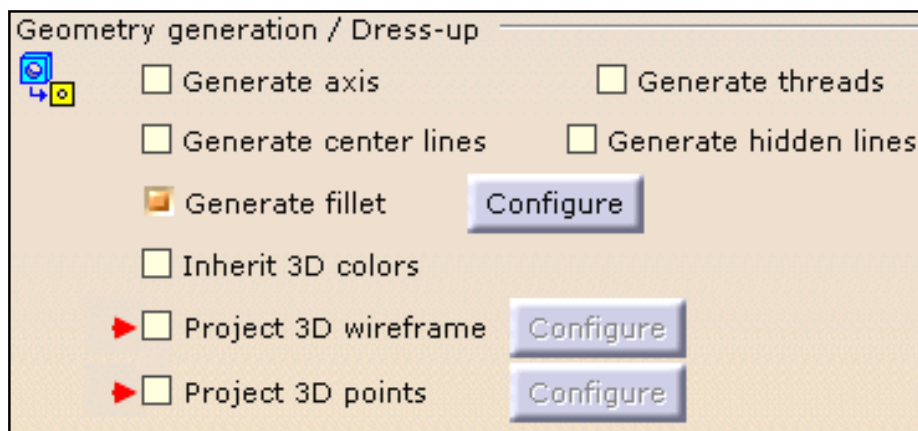 Geometry generation / Dress-up
Generate axis Generate threads
Generate center lines Generate hidden lines
Generate fillet Configure
Inherit 3D colors
Project 3D wireframe Configure
Project 3D points Configure